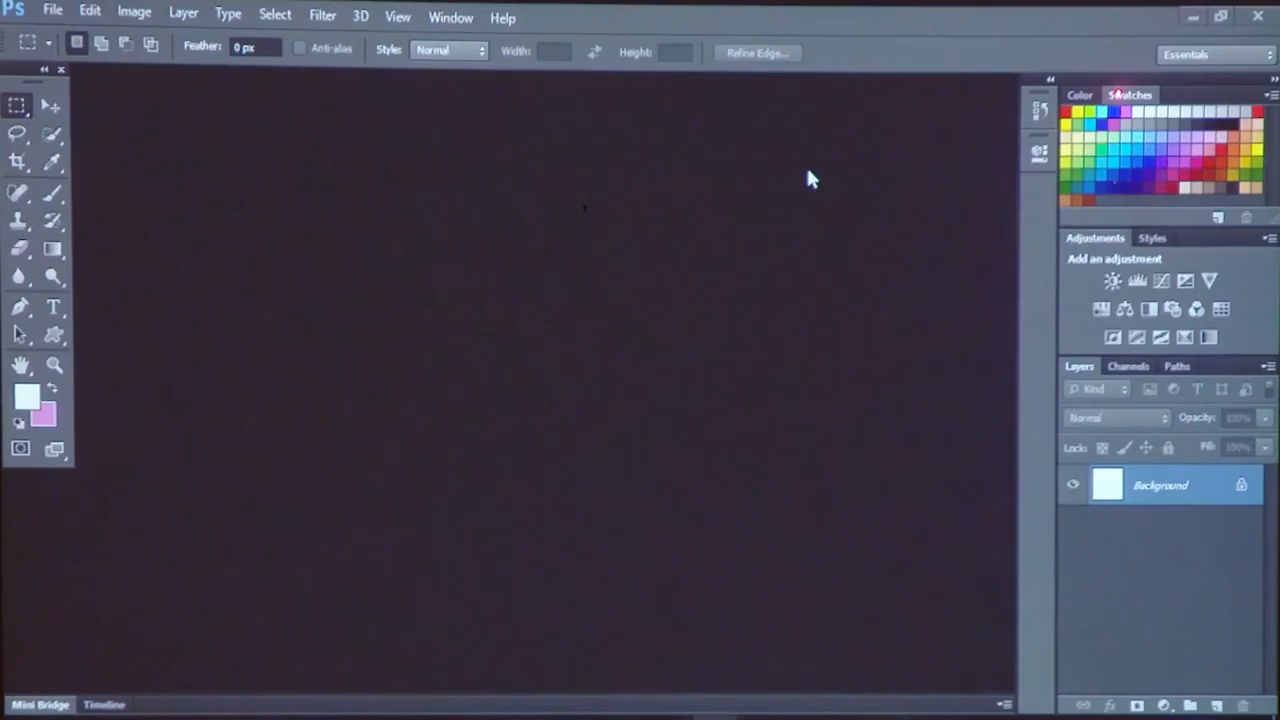 Ps File Edit Image Layer Type Select Filter 3D View Window Help
Feather: 0 px Anti-alias Style: Normal Width: Height: Refine Edge... Essentials
Color Swatches
Adjustments Styles
Add an adjustment
Layers Channels Paths
Kind
Normal Opacity: 100%
Lock: Fill: 100%
Background
Mini Bridge Timeline